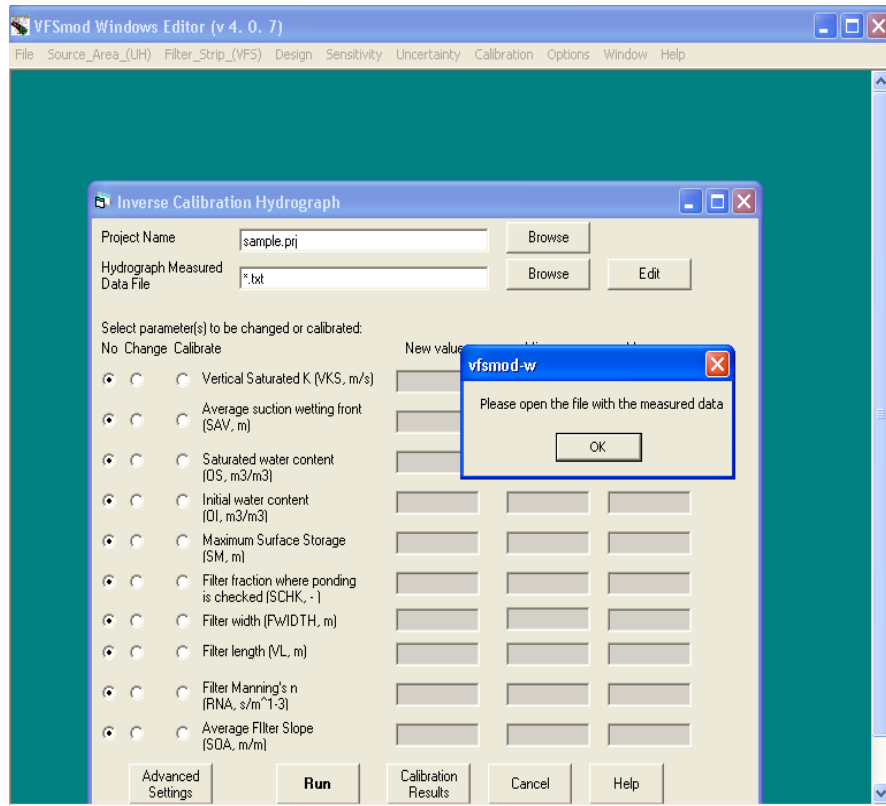 VFSmod Windows Editor (v 4. 0. 7)
File Source_Area_(UH) Filter_Strip_(VFS) Design Sensitivity Uncertainty Calibration Options Window Help
Inverse Calibration Hydrograph
Project Name sample.prj Browse
Hydrograph Measured
Data File *.txt Browse Edit
Select parameter(s) to be changed or calibrated:
No Change Calibrate New value
vfsmod-w
Please open the file with the measured data
OK
Vertical Saturated K (VKS, m/s)
Average suction wetting front
(SAV, m)
Saturated water content
(OS, m3/m3)
Initial water content
(OI, m3/m3)
Maximum Surface Storage
(SM, m)
Filter fraction where ponding
is checked (SCHK, - )
Filter width (FWIDTH, m)
Filter length (VL, m)
Filter Manning's n
(RNA, s/m^1-3)
Average FIlter Slope
(SOA, m/m)
Advanced
Settings
Run
Calibration
Results
Cancel
Help